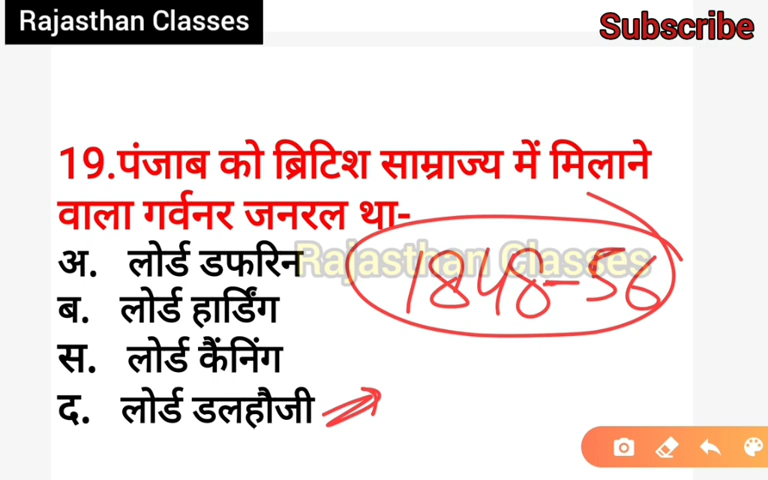 Rajasthan Classes
Subscribe
19.पंजाब को ब्रिटिश साम्राज्य में मिलाने
वाला गर्वनर जनरल था-
Rajasthan Classes
1848-56
अ. लोर्ड डफरिन
ब. लोर्ड हार्डिंग
स. लोर्ड कैंनिंग
द. लोर्ड डलहौजी